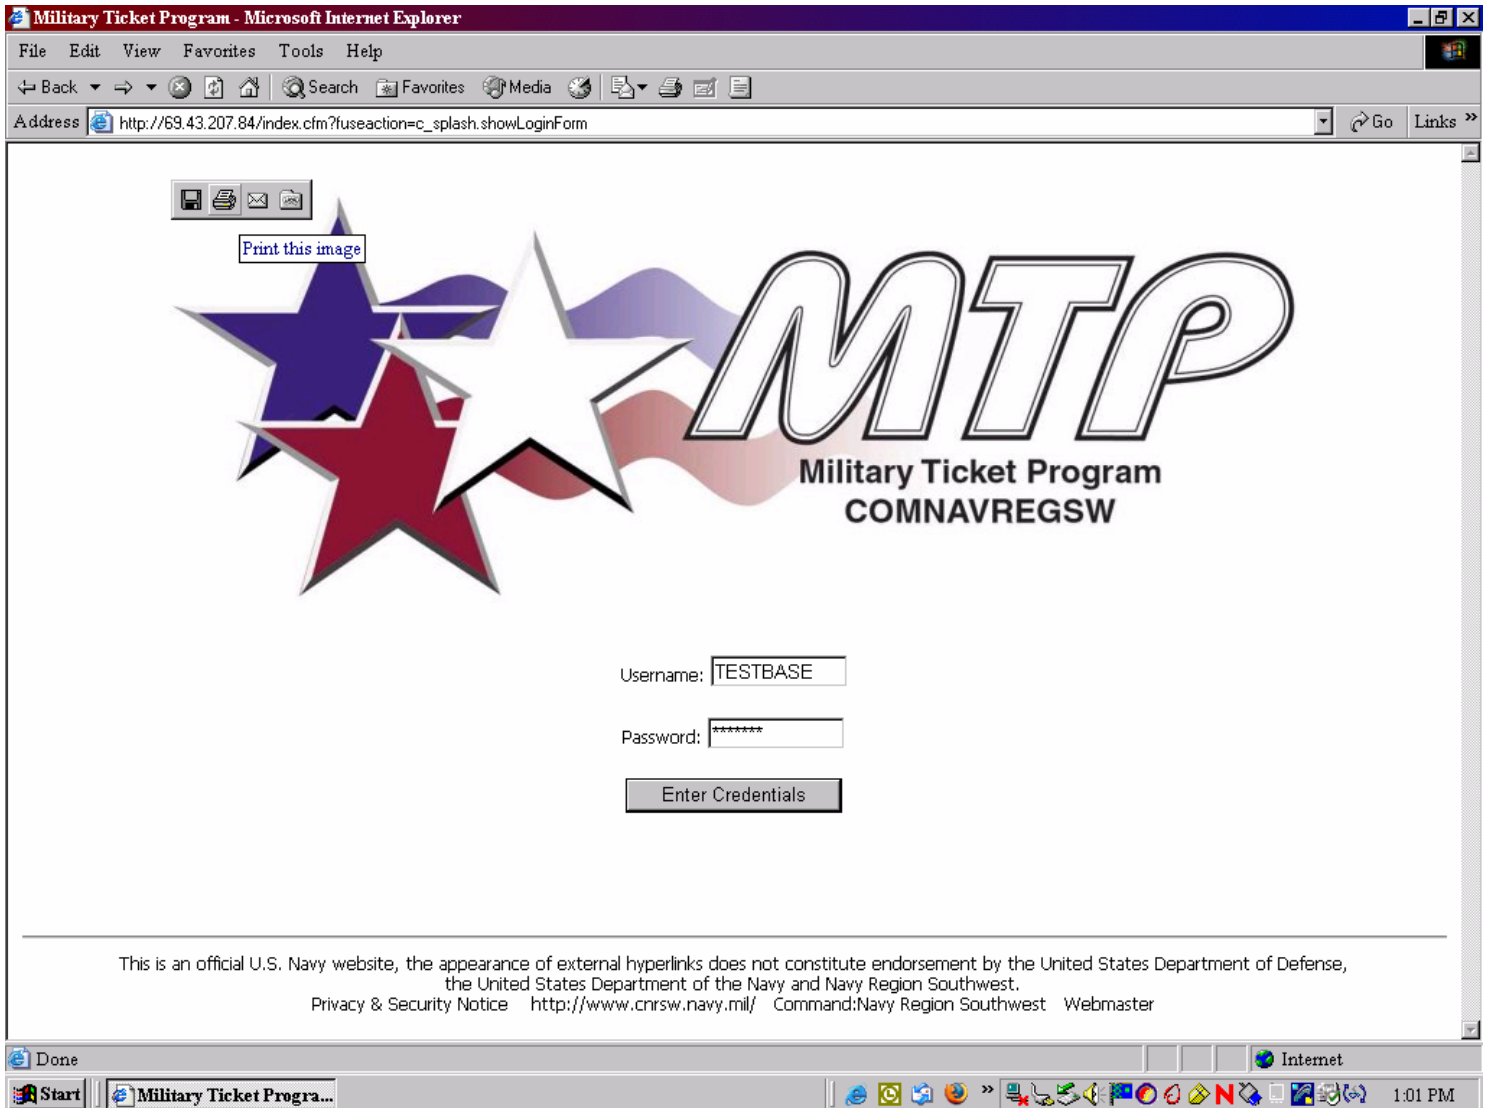 Military Ticket Program - Microsoft Internet Explorer
File Edit View Favorites Tools Help
Back Search Favorites Media
Address http://69.43.207.84/index.cfm?fuseaction=c_splash.showLoginForm Go Links »
Print this image
MTP
Military Ticket Program
COMNAVREGSW
Username: TESTBASE
Password: *******
Enter Credentials
This is an official U.S. Navy website, the appearance of external hyperlinks does not constitute endorsement by the United States Department of Defense,
the United States Department of the Navy and Navy Region Southwest.
Privacy & Security Notice http://www.cnrsw.navy.mil/ Command:Navy Region Southwest Webmaster
Done Internet
Start Military Ticket Progra... » N 1:01 PM